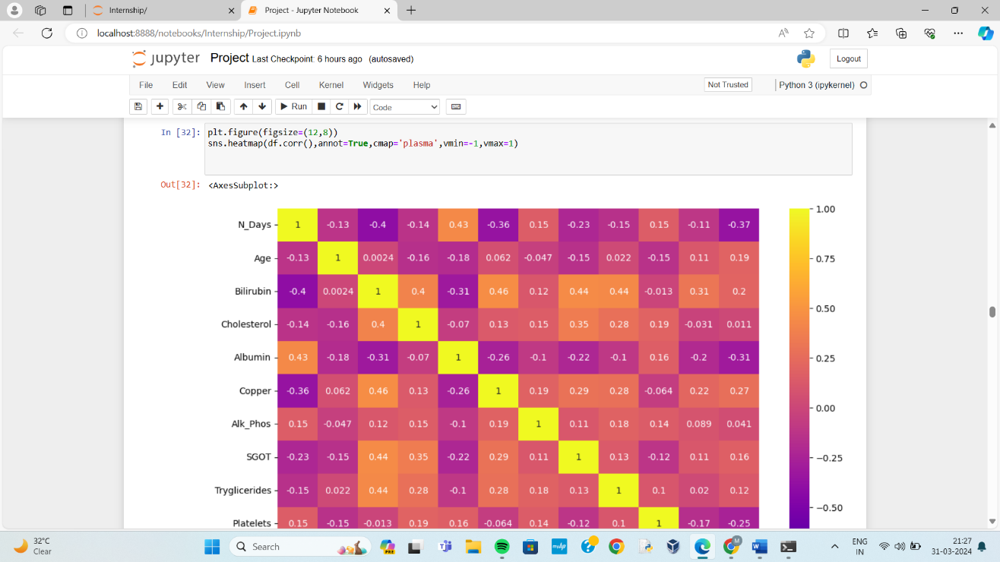 Internship/
Project - Jupyter Notebook
localhost:8888/notebooks/Internship/Project.ipynb
jupyter Project Last Checkpoint: 6 hours ago (autosaved)
Logout
File Edit View Insert Cell Kernel Widgets Help
Not Trusted
Python 3 (ipykernel)
Run
Code
In [32]: plt.figure(figsize=(12,8))
sns.heatmap(df.corr(),annot=True,cmap='plasma',vmin=-1,vmax=1)
Out[32]: <AxesSubplot:>
N_Days 1 -0.13 -0.4 -0.14 0.43 -0.36 0.15 -0.23 -0.15 0.15 -0.11 -0.37
Age -0.13 1 0.0024 -0.16 -0.18 0.062 -0.047 -0.15 0.022 -0.15 0.11 0.19
Bilirubin -0.4 0.0024 1 0.4 -0.31 0.46 0.12 0.44 0.44 -0.013 0.31 0.2
Cholesterol -0.14 -0.16 0.4 1 -0.07 0.13 0.15 0.35 0.28 0.19 -0.031 0.011
Albumin 0.43 -0.18 -0.31 -0.07 1 -0.26 -0.1 -0.22 -0.1 0.16 -0.2 -0.31
Copper -0.36 0.062 0.46 0.13 -0.26 1 0.19 0.29 0.28 -0.064 0.22 0.27
Alk_Phos 0.15 -0.047 0.12 0.15 -0.1 0.19 1 0.11 0.18 0.14 0.089 0.041
SGOT -0.23 -0.15 0.44 0.35 -0.22 0.29 0.11 1 0.13 -0.12 0.11 0.16
Tryglicerides -0.15 0.022 0.44 0.28 -0.1 0.28 0.18 0.13 1 0.1 0.02 0.12
Platelets 0.15 -0.15 -0.013 0.19 0.16 -0.064 0.14 -0.12 0.1 1 -0.17 -0.25
1.00
0.75
0.50
0.25
0.00
−0.25
−0.50
32°C
Clear
Search
PRE
myhp
M
ENG
IN
21:27
31-03-2024